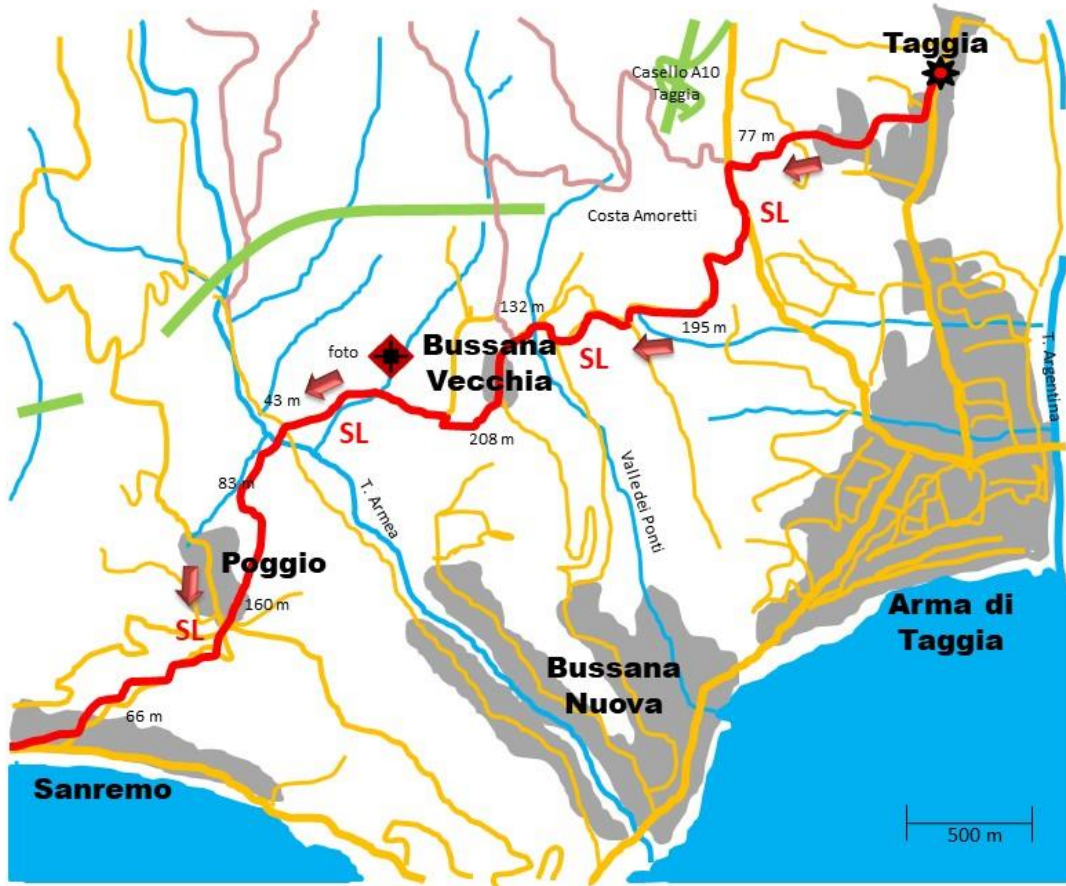 Taggia
Casello A10
Taggia
77 m
SL
Costa Amoretti
132 m
195 m
SL
foto
Bussana
Vecchia
43 m
SL
208 m
T. Argentina
83 m
T. Armea
Valle dei Ponti
Poggio
160 m
SL
Arma di
Taggia
Bussana
Nuova
66 m
Sanremo
500 m